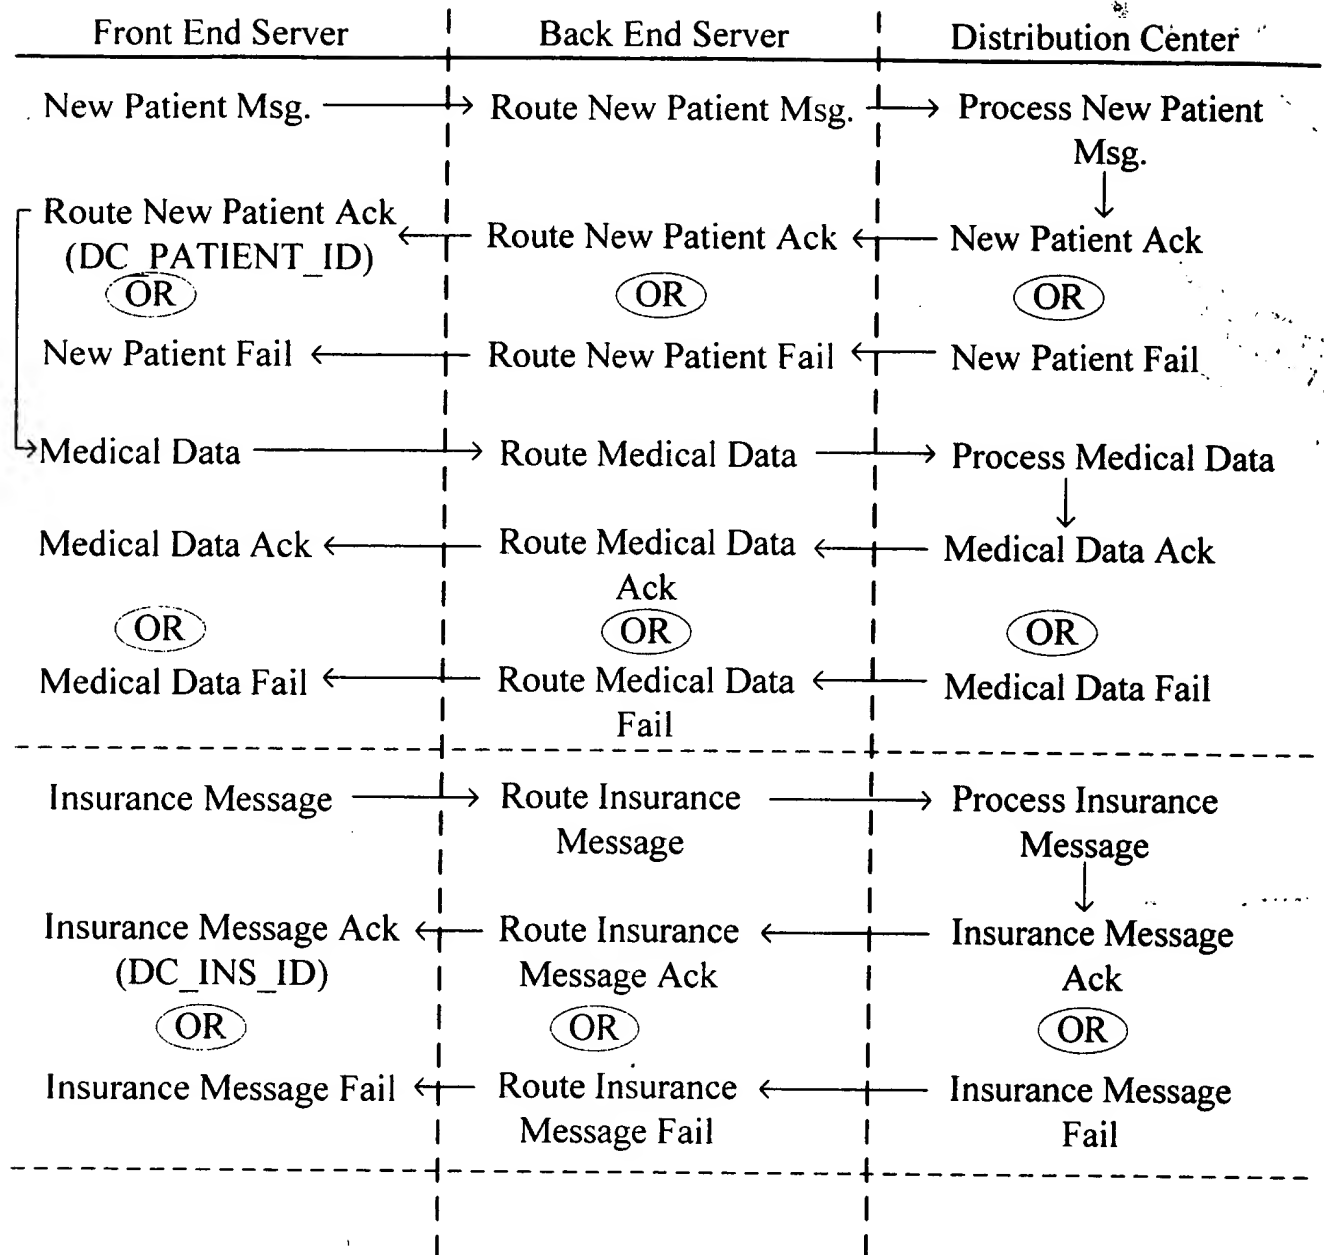 Front End Server Back End Server Distribution Center
New Patient Msg. Route New Patient Msg. Process New Patient
Msg.
Route New Patient Ack Route New Patient Ack New Patient Ack
(DC_PATIENT_ID)
OR OR OR
New Patient Fail Route New Patient Fail New Patient Fail
Medical Data Route Medical Data Process Medical Data
Medical Data Ack Route Medical Data Medical Data Ack
Ack
OR OR OR
Medical Data Fail Route Medical Data Medical Data Fail
Fail
Insurance Message Route Insurance Process Insurance
Message Message
Insurance Message Ack Route Insurance Insurance Message
(DC_INS_ID) Message Ack Ack
OR OR OR
Insurance Message Fail Route Insurance Insurance Message
Message Fail Fail